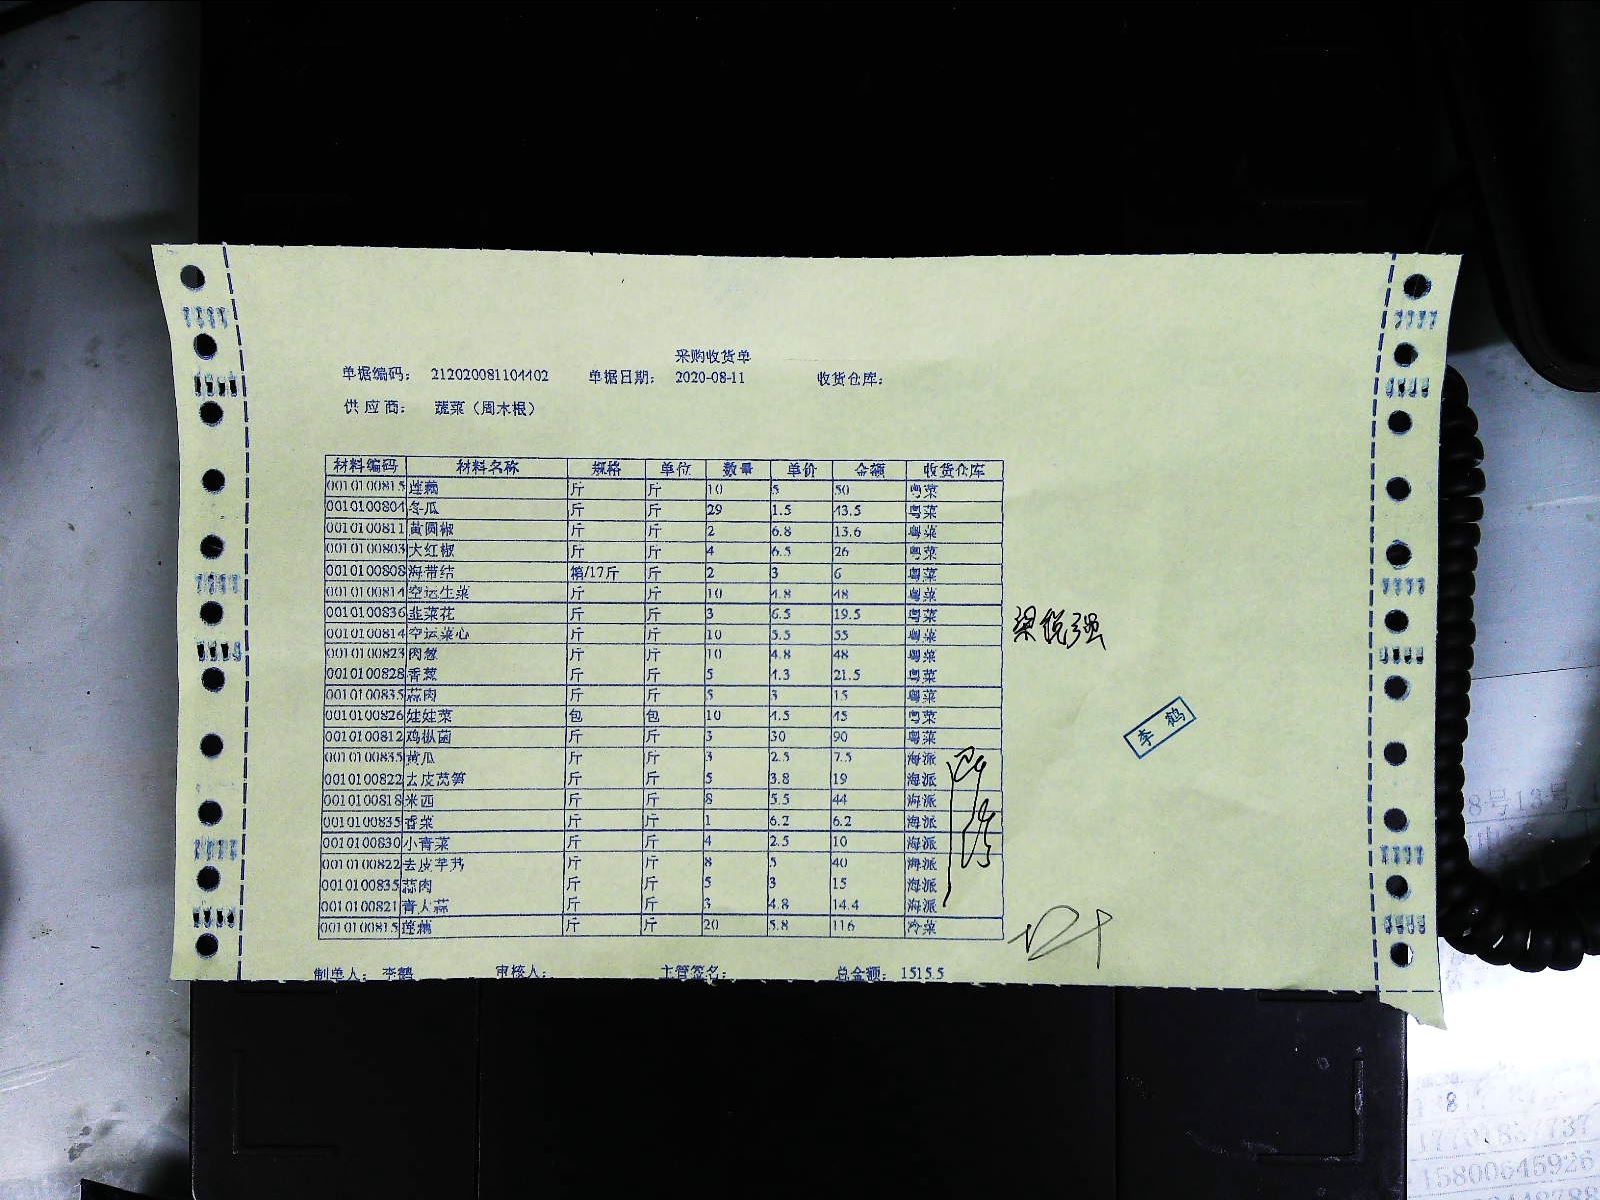 采购收货单
单据编码： 212020081104402 单据日期： 2020-08-11 收货仓库：
供 应 商： 蔬菜（周木根）
材料编码 材料名称 规格 单位 数量 单价 金额 收货仓库
0010100815 莲藕 斤 斤 10 5 50 粤菜
0010100804 冬瓜 斤 斤 29 1.5 43.5 粤菜
0010100811 黄圆椒 斤 斤 2 6.8 13.6 粤菜
0010100803 大红椒 斤 斤 4 6.5 26 粤菜
0010100808 海带结 箱/17斤 斤 2 3 6 粤菜
0010100814 空运生菜 斤 斤 10 4.8 48 粤菜
0010100836 韭菜花 斤 斤 3 6.5 19.5 粤菜
0010100814 空运菜心 斤 斤 10 5.5 55 粤菜
0010100823 肉葱 斤 斤 10 4.8 48 粤菜
0010100828 香葱 斤 斤 5 4.3 21.5 粤菜
0010100835 蒜肉 斤 斤 5 3 15 粤菜
0010100826 娃娃菜 包 包 10 4.5 45 粤菜
0010100812 鸡枞菌 斤 斤 3 30 90 粤菜
0010100835 黄瓜 斤 斤 3 2.5 7.5 海派
0010100822 去皮莴笋 斤 斤 5 3.8 19 海派
0010100818 米西 斤 斤 8 5.5 44 海派
0010100835 香菜 斤 斤 1 6.2 6.2 海派
0010100830 小青菜 斤 斤 4 2.5 10 海派
0010100822 去皮芋艿 斤 斤 8 5 40 海派
0010100835 蒜肉 斤 斤 5 3 15 海派
0010100821 青大蒜 斤 斤 3 4.8 14.4 海派
0010100815 莲藕 斤 斤 20 5.8 116 冷菜
制单人： 李鹤 审核人： 主管签名： 总金额： 1515.5
李鹤
17701837737
15800645926